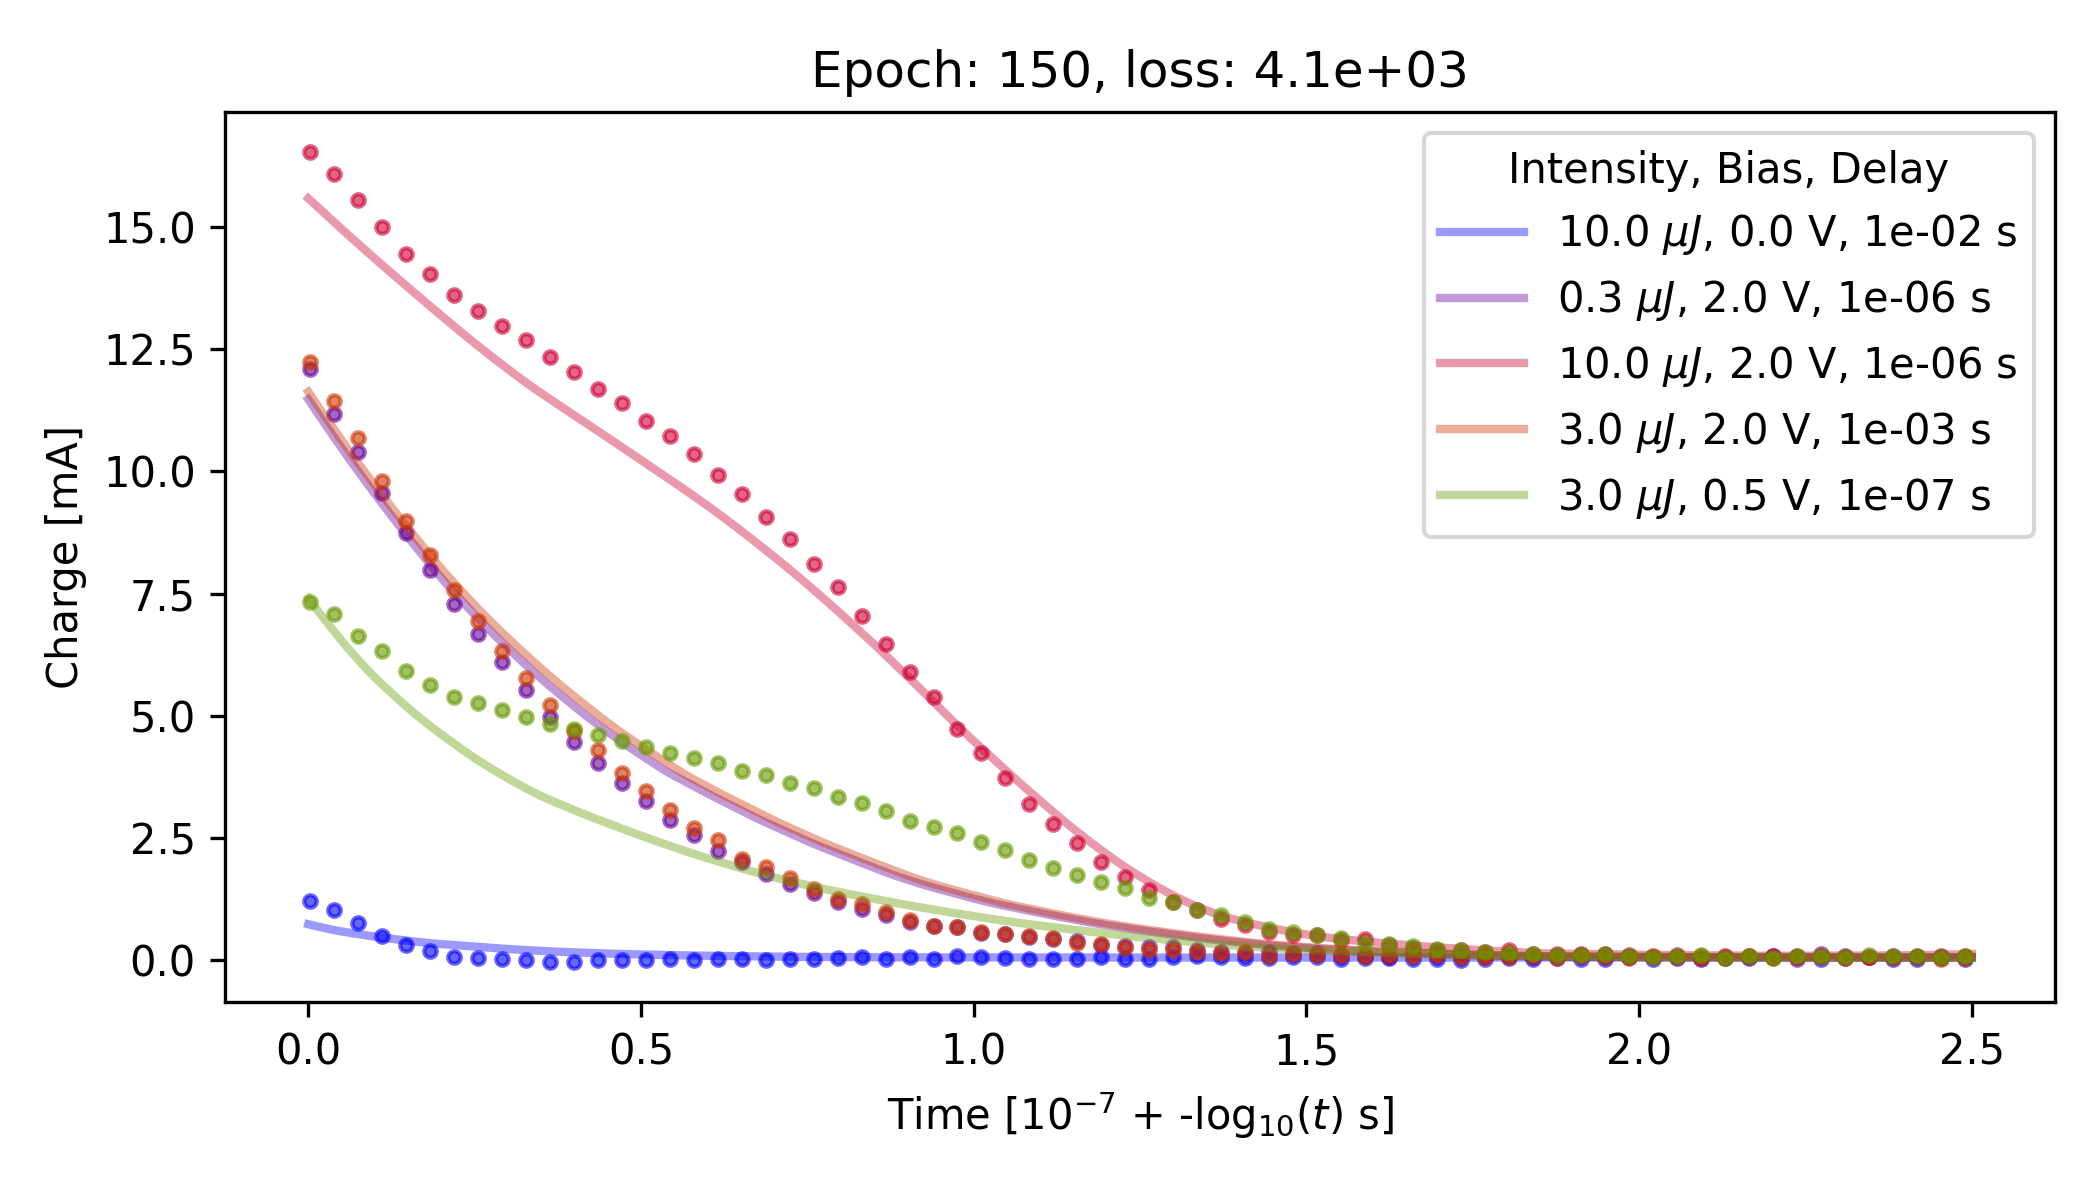 Epoch: 150, loss: 4.1e+03
Charge [mA]
15.0
12.5
10.0
7.5
5.0
2.5
0.0
Intensity, Bias, Delay
10.0 μJ, 0.0 V, 1e-02 s
0.3 μJ, 2.0 V, 1e-06 s
10.0 μJ, 2.0 V, 1e-06 s
3.0 μJ, 2.0 V, 1e-03 s
3.0 μJ, 0.5 V, 1e-07 s
0.0 0.5 1.0 1.5 2.0 2.5
Time [10⁻⁷ + -log₁₀(t) s]